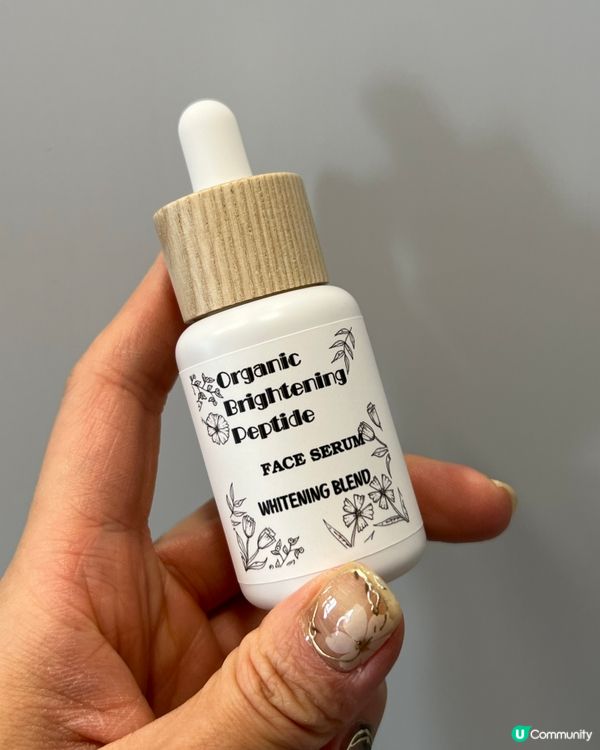 Organic
Brightening
Peptide
FACE SERUM
WHITENING BLEND
U Community